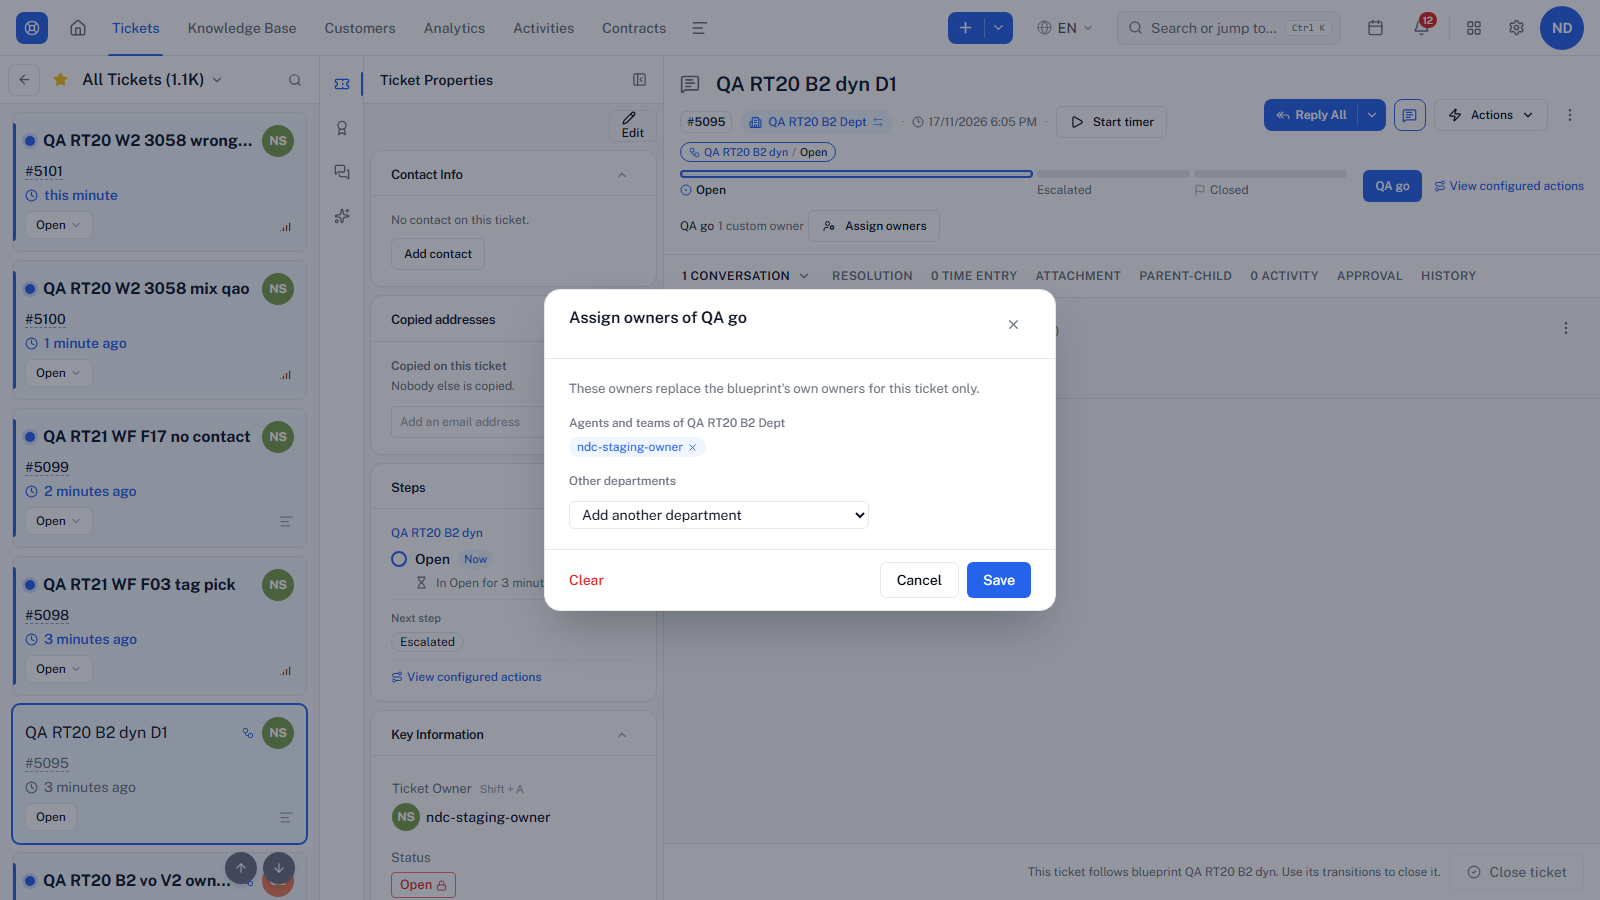 Tickets
Knowledge Base
Customers
Analytics
Activities
Contracts
EN
Search or jump to...
Ctrl K
12
ND
All Tickets (1.1K)
QA RT20 W2 3058 wrong...
NS
#5101
this minute
Open
QA RT20 W2 3058 mix qao
NS
#5100
1 minute ago
Open
QA RT21 WF F17 no contact
NS
#5099
2 minutes ago
Open
QA RT21 WF F03 tag pick
NS
#5098
3 minutes ago
Open
QA RT20 B2 dyn D1
NS
#5095
3 minutes ago
Open
QA RT20 B2 vo V2 own...
Ticket Properties
Edit
Contact Info
No contact on this ticket.
Add contact
Copied addresses
Copied on this ticket
Nobody else is copied.
Add an email address
Steps
QA RT20 B2 dyn
Open
Now
In Open for 3 minut
Next step
Escalated
View configured actions
Key Information
Ticket Owner Shift + A
NS
ndc-staging-owner
Status
Open
QA RT20 B2 dyn D1
#5095
QA RT20 B2 Dept
· 17/11/2026 6:05 PM ·
Start timer
Reply All
Actions
QA RT20 B2 dyn / Open
Open
Escalated
Closed
QA go
View configured actions
QA go 1 custom owner
Assign owners
1 CONVERSATION
RESOLUTION
0 TIME ENTRY
ATTACHMENT
PARENT-CHILD
0 ACTIVITY
APPROVAL
HISTORY
Assign owners of QA go
These owners replace the blueprint's own owners for this ticket only.
Agents and teams of QA RT20 B2 Dept
ndc-staging-owner
Other departments
Add another department
Clear
Cancel
Save
This ticket follows blueprint QA RT20 B2 dyn. Use its transitions to close it.
Close ticket